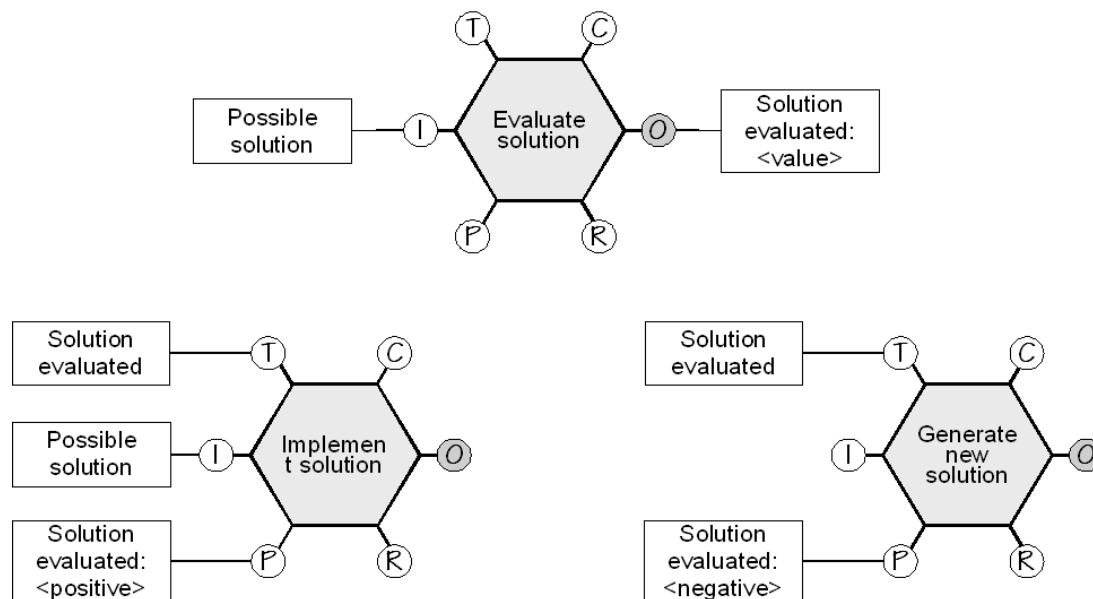 T
C
Possible
solution
I
Evaluate
solution
O
Solution
evaluated:
<value>
P
R
Solution
evaluated
T
C
Possible
solution
I
Implemen
t solution
O
Solution
evaluated:
<positive>
P
R
Solution
evaluated
T
C
I
Generate
new
solution
O
Solution
evaluated:
<negative>
P
R